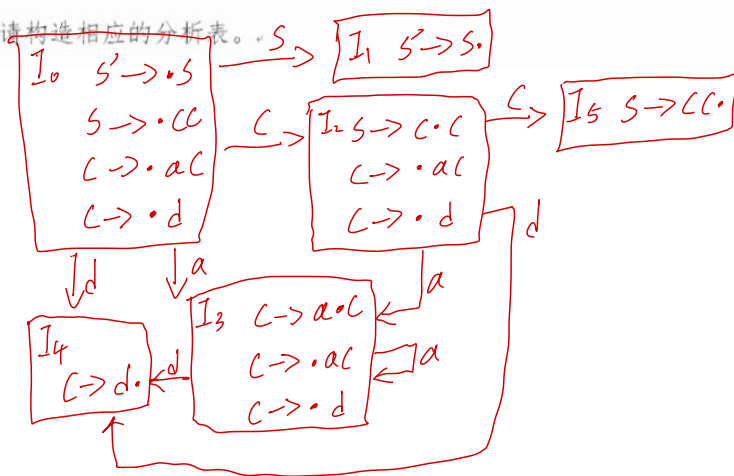 请构造相应的分析表。
I₀ S'->·S
S->·CC
C->·aC
C->·d
S
I₁ S'->S·
C
I₂ S->C·C
C->·aC
C->·d
C
I₅ S->CC·
d
a
a
d
I₃ C->a·C
C->·aC
C->·d
a
d
I₄
C->d·